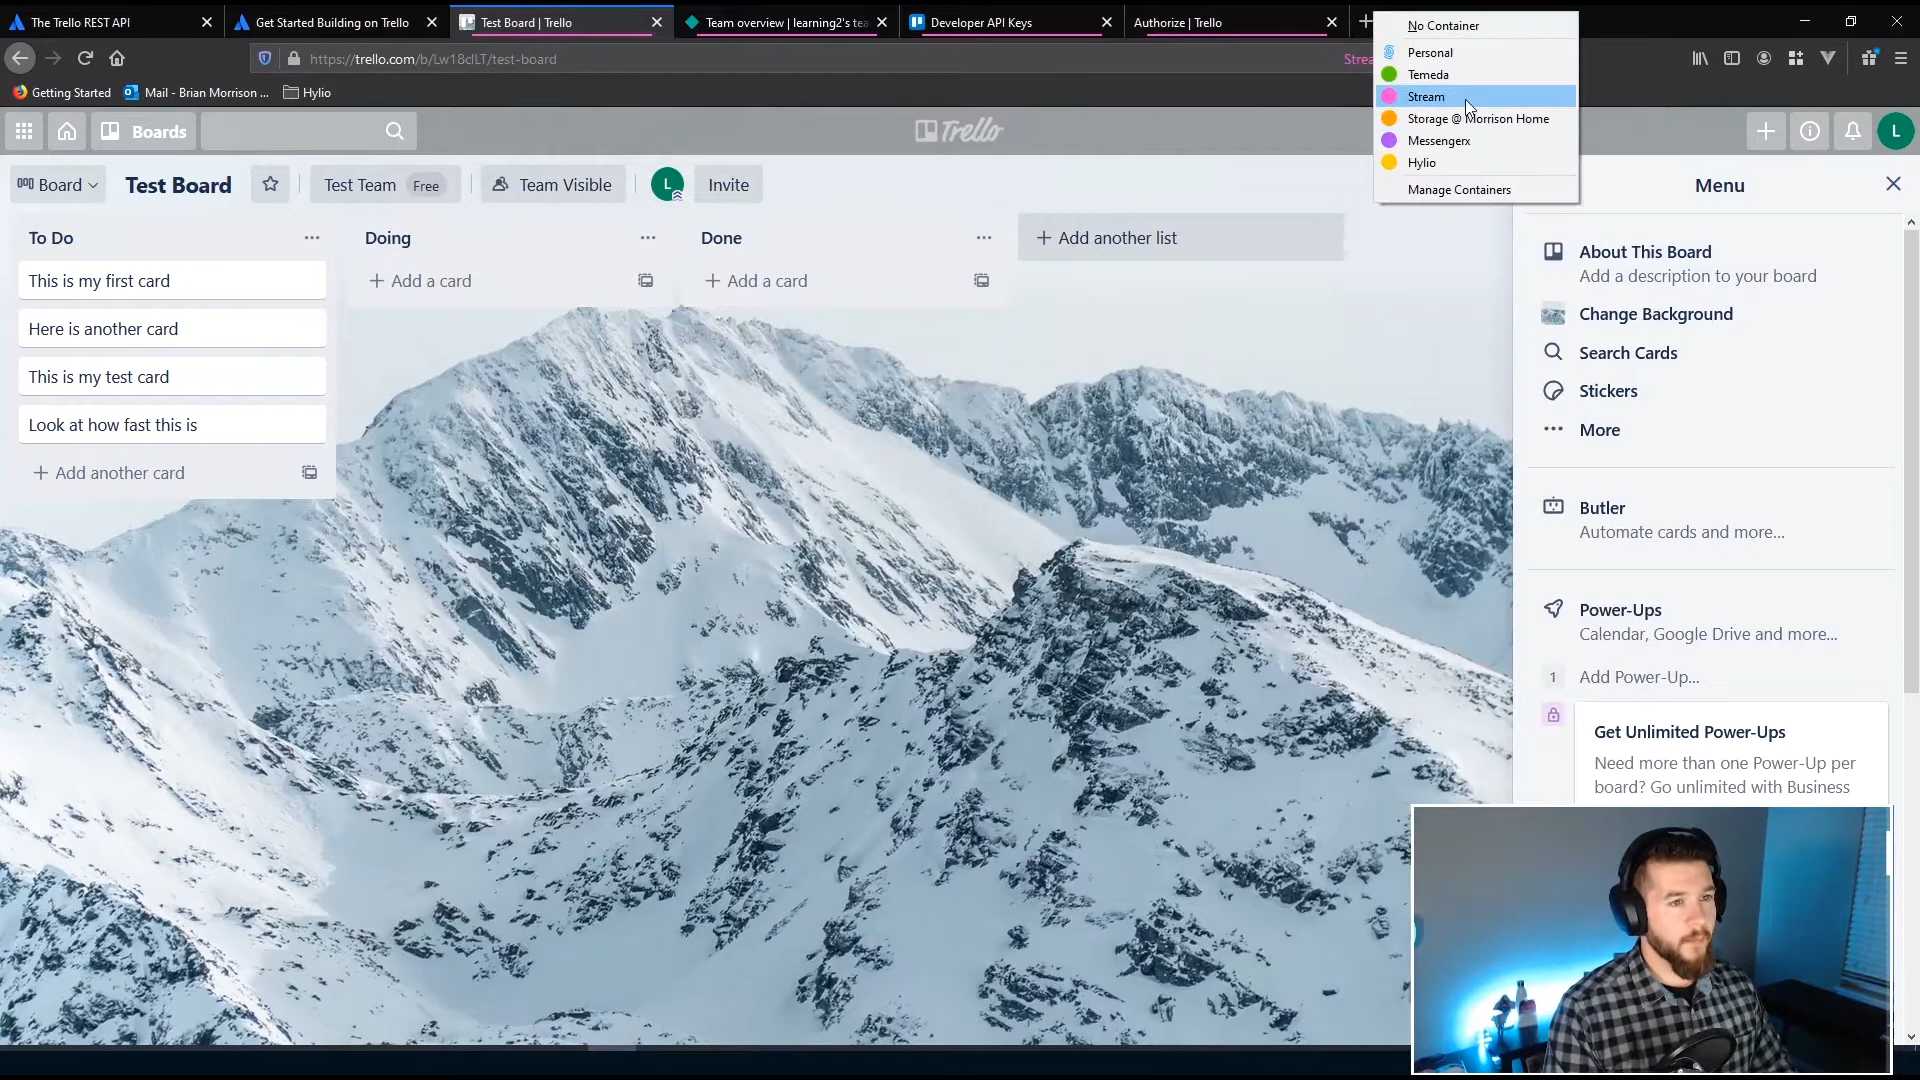 The Trello REST API
Get Started Building on Trello
Test Board | Trello
Team overview | learning2's tea
Developer API Keys
Authorize | Trello
https://trello.com/b/Lw18clLT/test-board
Strea
Getting Started
Mail - Brian Morrison ...
Hylio
No Container
Personal
Temeda
Stream
Storage @ Morrison Home
Messengerx
Hylio
Manage Containers
Boards
Trello
L
Board
Test Board
Test Team Free
Team Visible
L
Invite
Menu
To Do
This is my first card
Here is another card
This is my test card
Look at how fast this is
+ Add another card
Doing
+ Add a card
Done
+ Add a card
+ Add another list
About This Board
Add a description to your board
Change Background
Search Cards
Stickers
More
Butler
Automate cards and more...
Power-Ups
Calendar, Google Drive and more...
1 Add Power-Up...
Get Unlimited Power-Ups
Need more than one Power-Up per
board? Go unlimited with Business